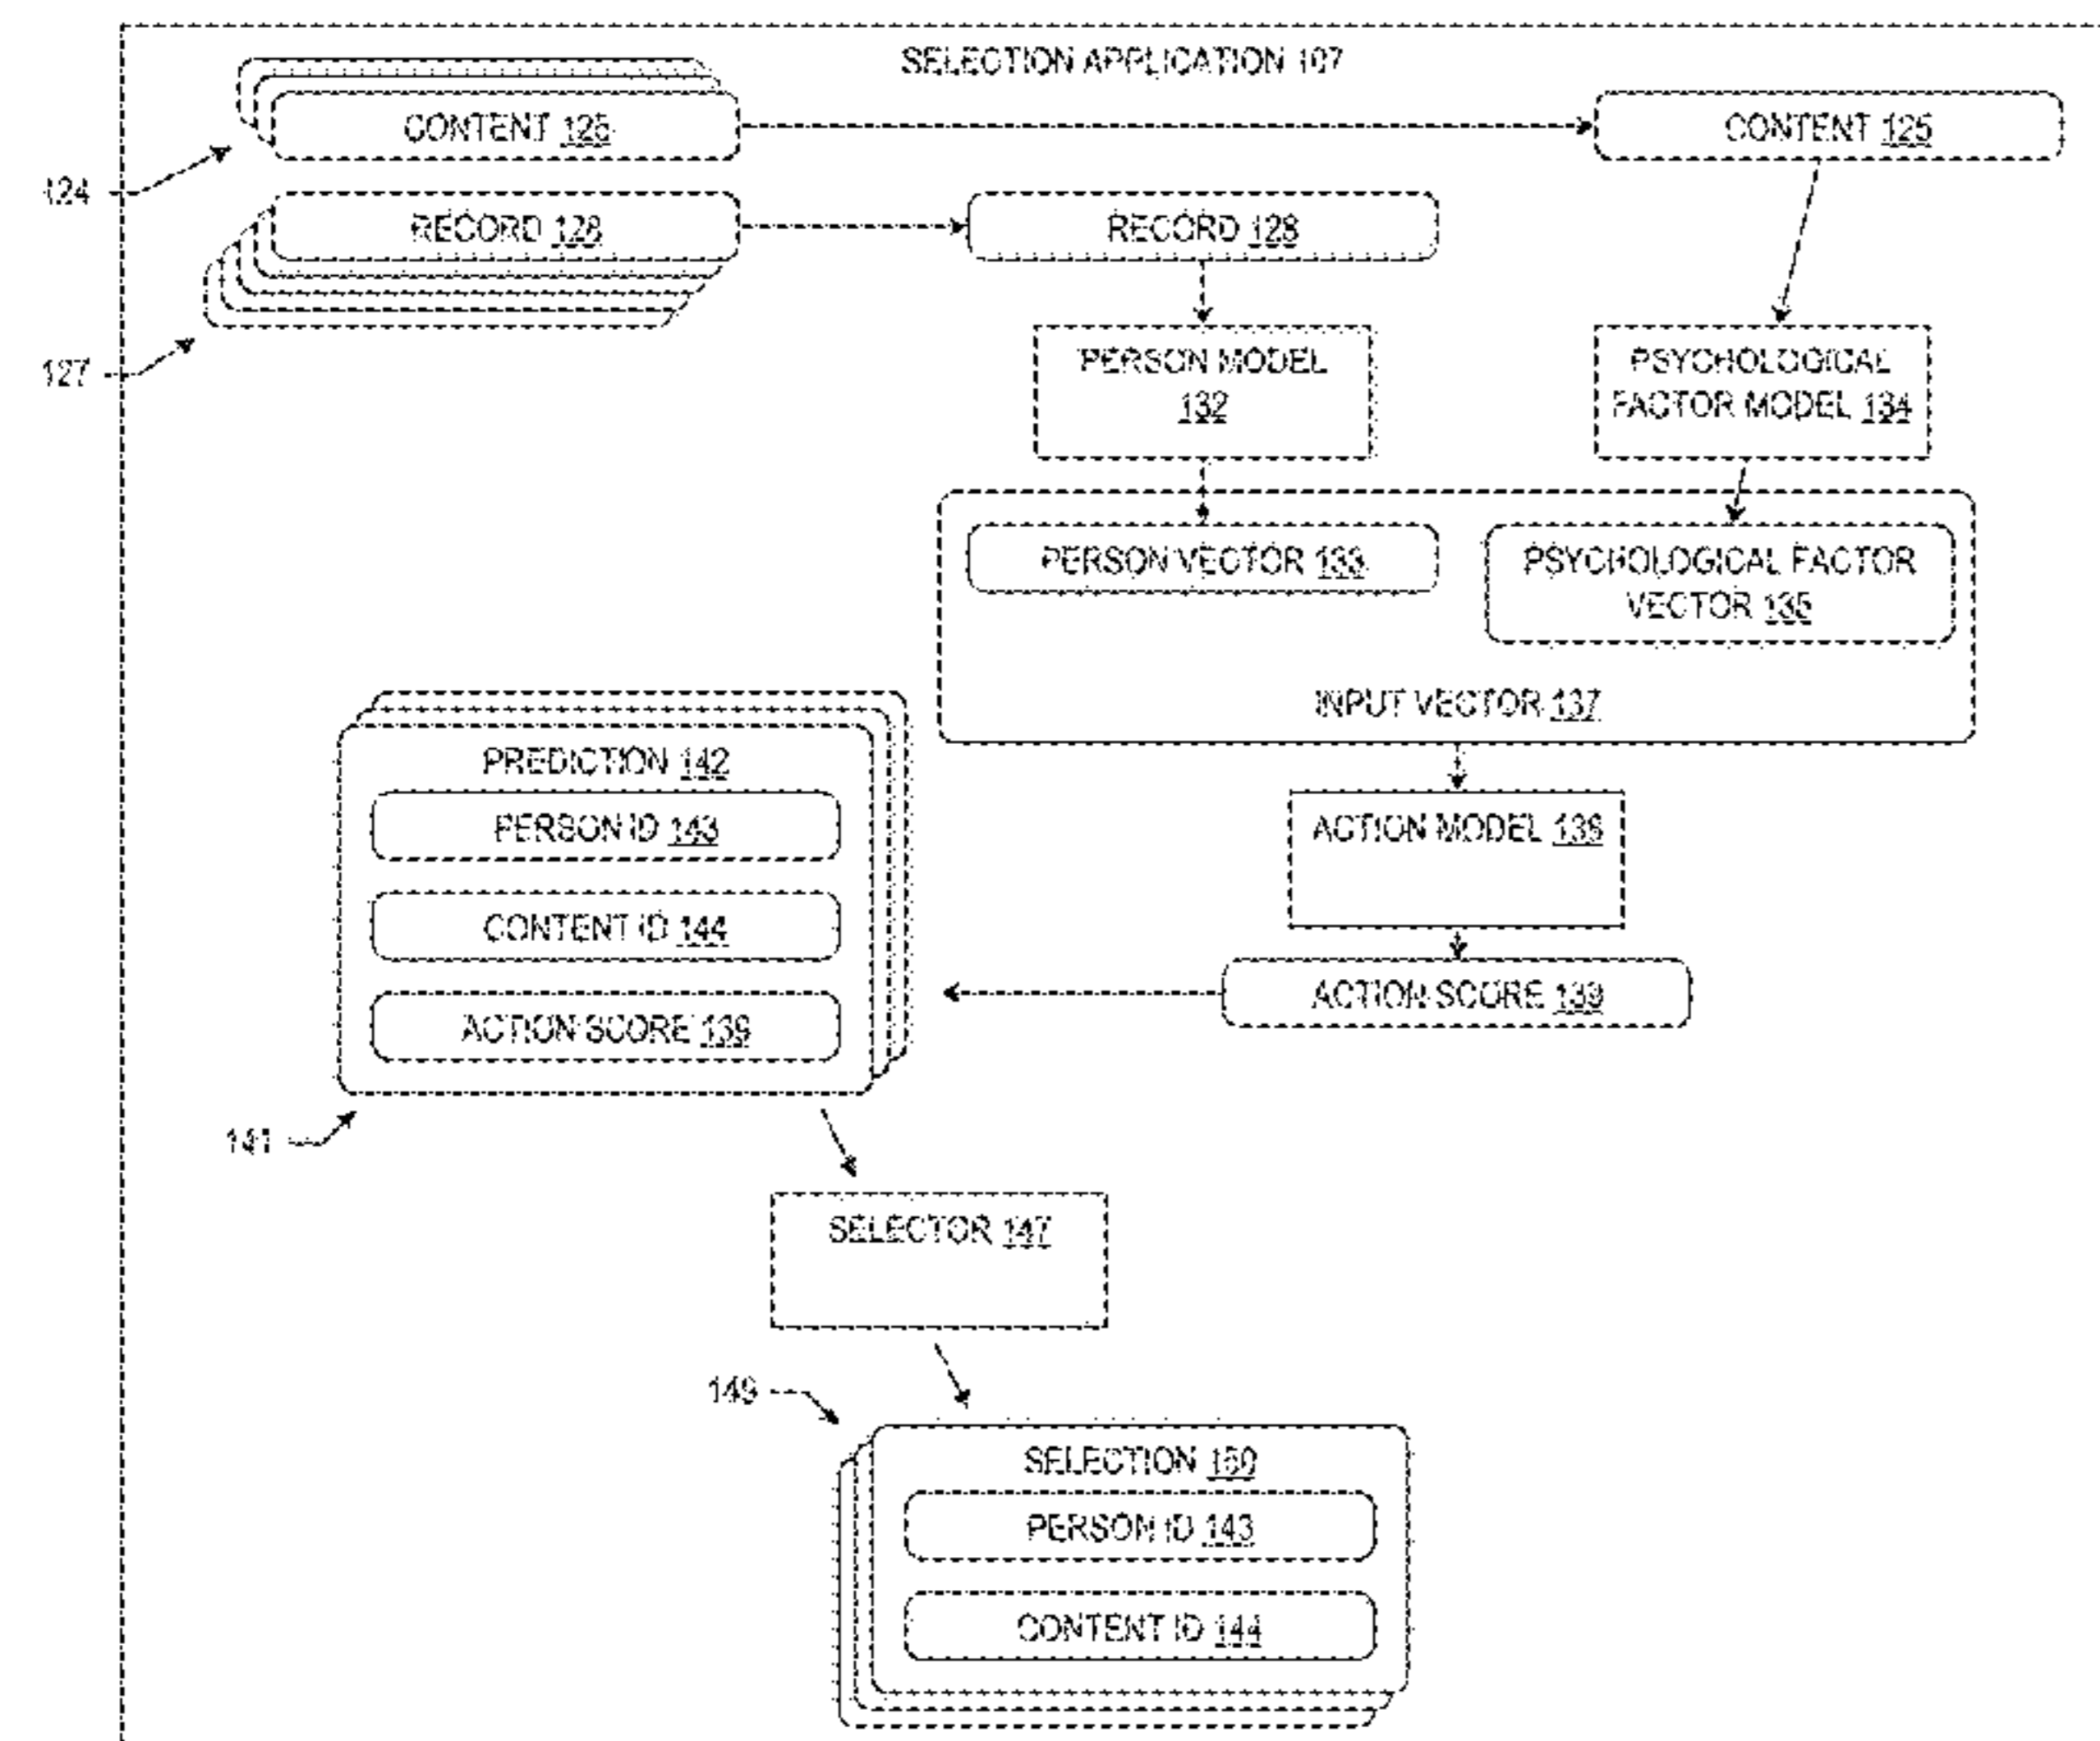 SELECTION APPLICATION 107
CONTENT 125
CONTENT 125
124
RECORD 128
RECORD 128
127
PERSON MODEL
132
PSYCHOLOGICAL
FACTOR MODEL 134
PERSON VECTOR 133
PSYCHOLOGICAL FACTOR
VECTOR 135
INPUT VECTOR 137
PREDICTION 142
PERSON ID 143
ACTION MODEL 138
CONTENT ID 144
ACTION SCORE 139
ACTION SCORE 139
141
SELECTOR 147
149
SELECTION 150
PERSON ID 143
CONTENT ID 144